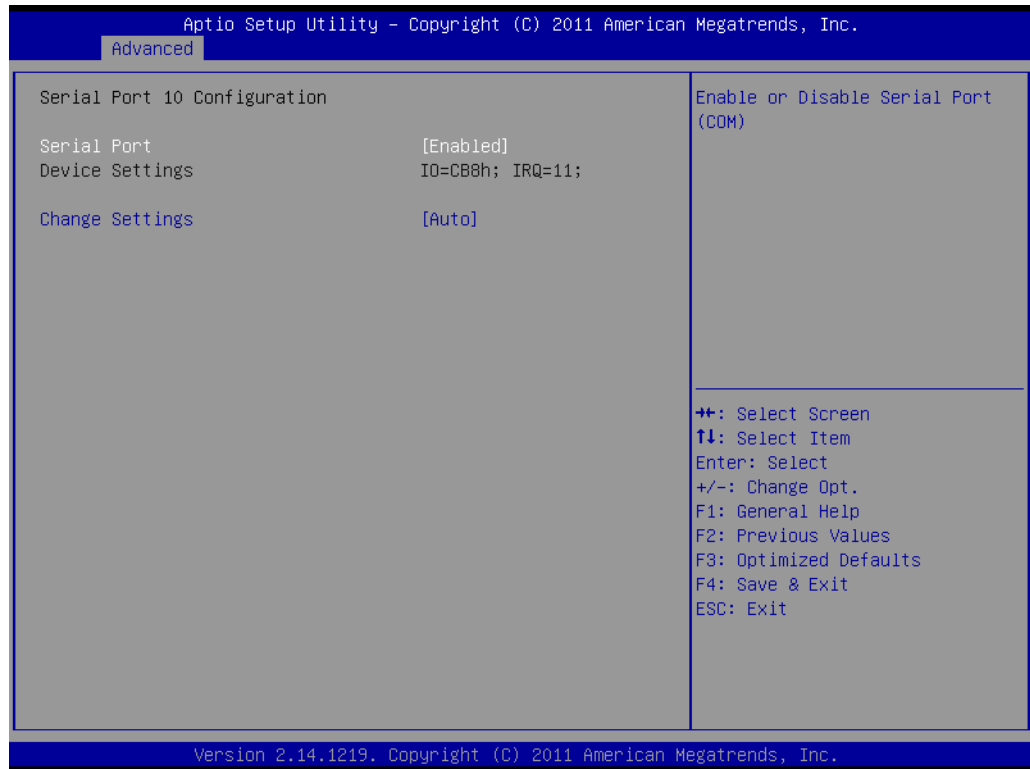 Aptio Setup Utility – Copyright (C) 2011 American Megatrends, Inc.
Advanced
Serial Port 10 Configuration
Serial Port [Enabled]
Device Settings IO=CB8h; IRQ=11;
Change Settings [Auto]
Enable or Disable Serial Port
(COM)
→←: Select Screen
↑↓: Select Item
Enter: Select
+/-: Change Opt.
F1: General Help
F2: Previous Values
F3: Optimized Defaults
F4: Save & Exit
ESC: Exit
Version 2.14.1219. Copyright (C) 2011 American Megatrends, Inc.